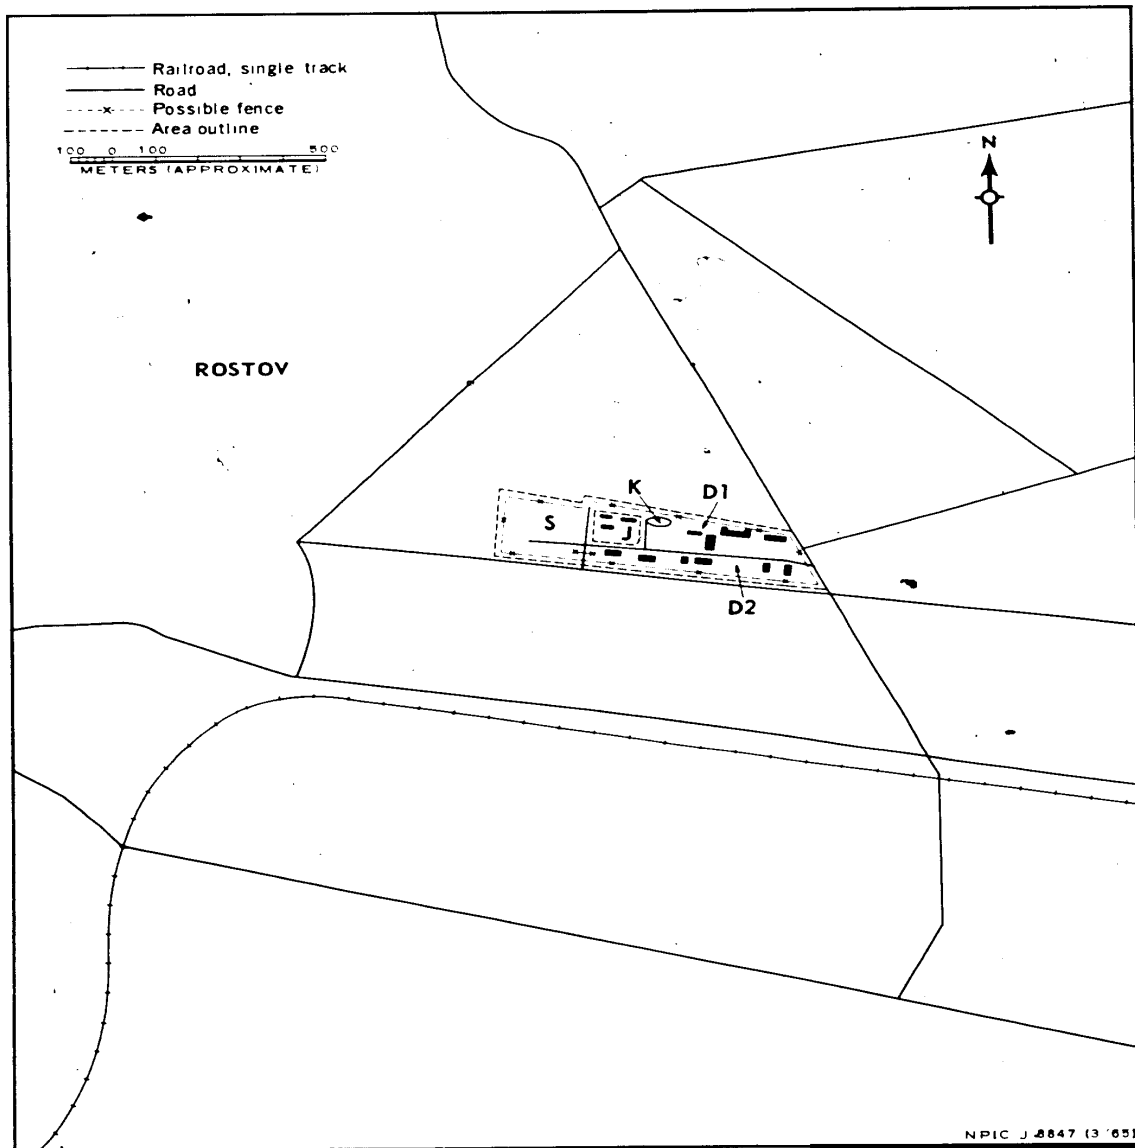 Railroad, single track
Road
Possible fence
Area outline
100 0 100 500
METERS (APPROXIMATE)
N
ROSTOV
K
D1
S
J
D2
NPIC J-8847 (3/65)